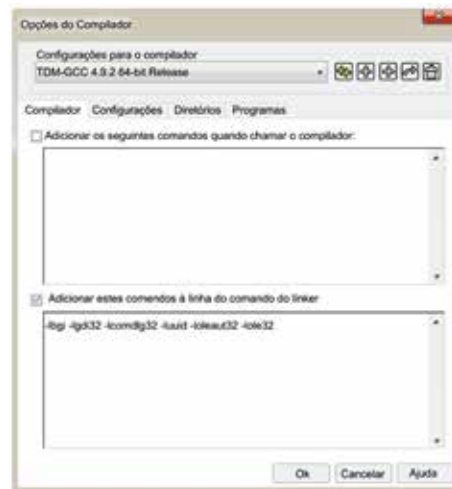 Opções do Compilador
Configurações para o compilador
TDM-GCC 4.9.2 64-bit Release
Compilador Configurações Diretórios Programas
Adicionar os seguintes comandos quando chamar o compilador:
Adicionar estes comendos à linha do comando do linker
-lbgi -lgdi32 -lcomdlg32 -luuid -loleaut32 -lole32
Ok Cancelar Ajuda